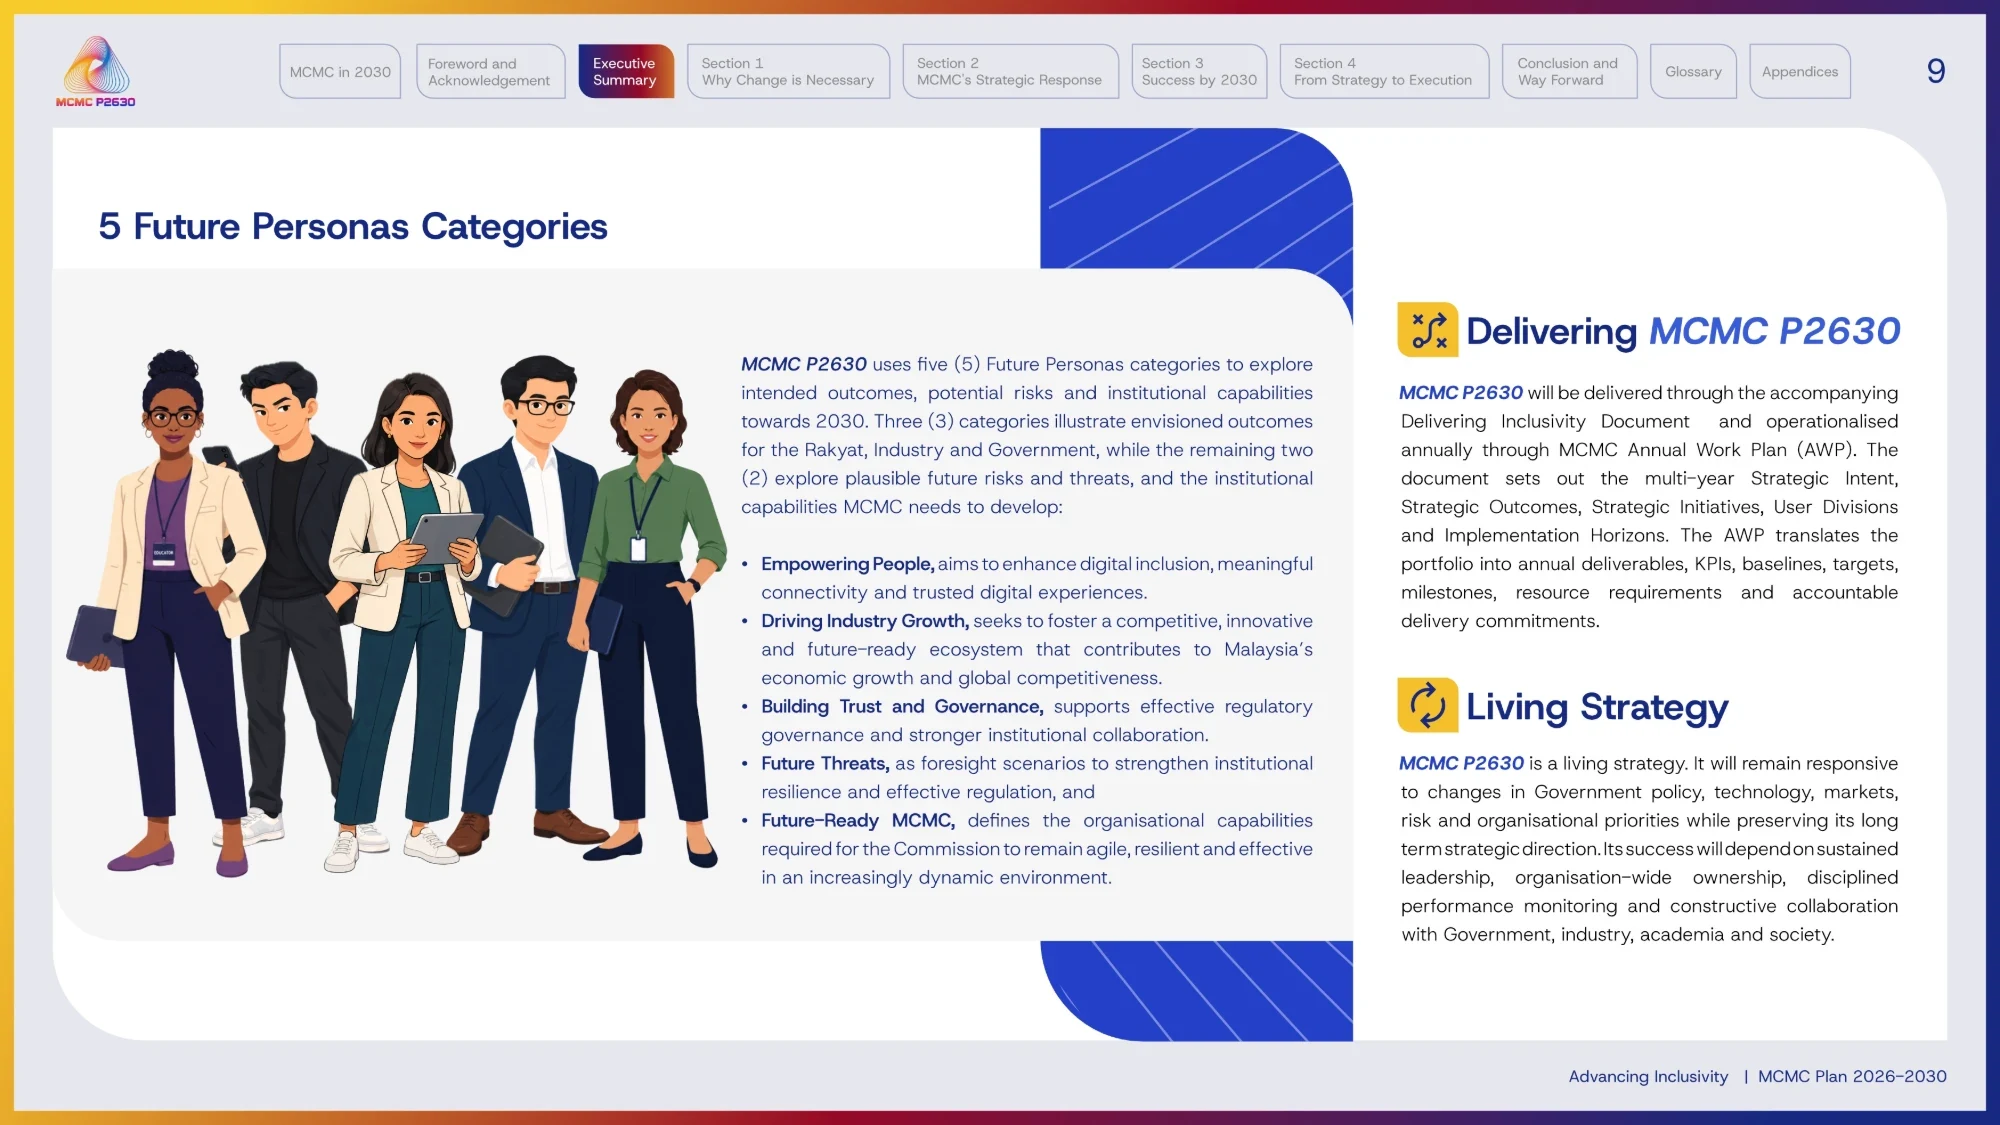 MCMC P2630
MCMC in 2030
Foreword and
Acknowledgement
Executive
Summary
Section 1
Why Change is Necessary
Section 2
MCMC's Strategic Response
Section 3
Success by 2030
Section 4
From Strategy to Execution
Conclusion and
Way Forward
Glossary
Appendices
9
5 Future Personas Categories
EDUCATOR
MCMC P2630 uses five (5) Future Personas categories to explore
intended outcomes, potential risks and institutional capabilities
towards 2030. Three (3) categories illustrate envisioned outcomes
for the Rakyat, Industry and Government, while the remaining two
(2) explore plausible future risks and threats, and the institutional
capabilities MCMC needs to develop:
• Empowering People, aims to enhance digital inclusion, meaningful
connectivity and trusted digital experiences.
• Driving Industry Growth, seeks to foster a competitive, innovative
and future-ready ecosystem that contributes to Malaysia's
economic growth and global competitiveness.
• Building Trust and Governance, supports effective regulatory
governance and stronger institutional collaboration.
• Future Threats, as foresight scenarios to strengthen institutional
resilience and effective regulation, and
• Future-Ready MCMC, defines the organisational capabilities
required for the Commission to remain agile, resilient and effective
in an increasingly dynamic environment.
Delivering MCMC P2630
MCMC P2630 will be delivered through the accompanying
Delivering Inclusivity Document and operationalised
annually through MCMC Annual Work Plan (AWP). The
document sets out the multi-year Strategic Intent,
Strategic Outcomes, Strategic Initiatives, User Divisions
and Implementation Horizons. The AWP translates the
portfolio into annual deliverables, KPIs, baselines, targets,
milestones, resource requirements and accountable
delivery commitments.
Living Strategy
MCMC P2630 is a living strategy. It will remain responsive
to changes in Government policy, technology, markets,
risk and organisational priorities while preserving its long
term strategic direction. Its success will depend on sustained
leadership, organisation-wide ownership, disciplined
performance monitoring and constructive collaboration
with Government, industry, academia and society.
Advancing Inclusivity | MCMC Plan 2026-2030